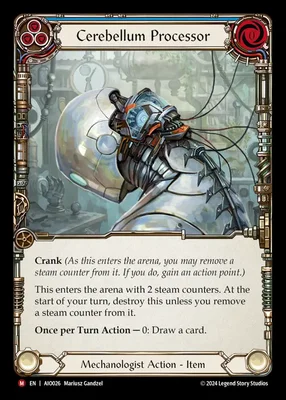 Cerebellum Processor
Crank (As this enters the arena, you may remove a
steam counter from it. If you do, gain an action point.)
This enters the arena with 2 steam counters. At the
start of your turn, destroy this unless you remove
a steam counter from it.
Once per Turn Action — 0: Draw a card.
Mechanologist Action - Item
M EN | AIO026 Mariusz Gandzel
© 2024 Legend Story Studios